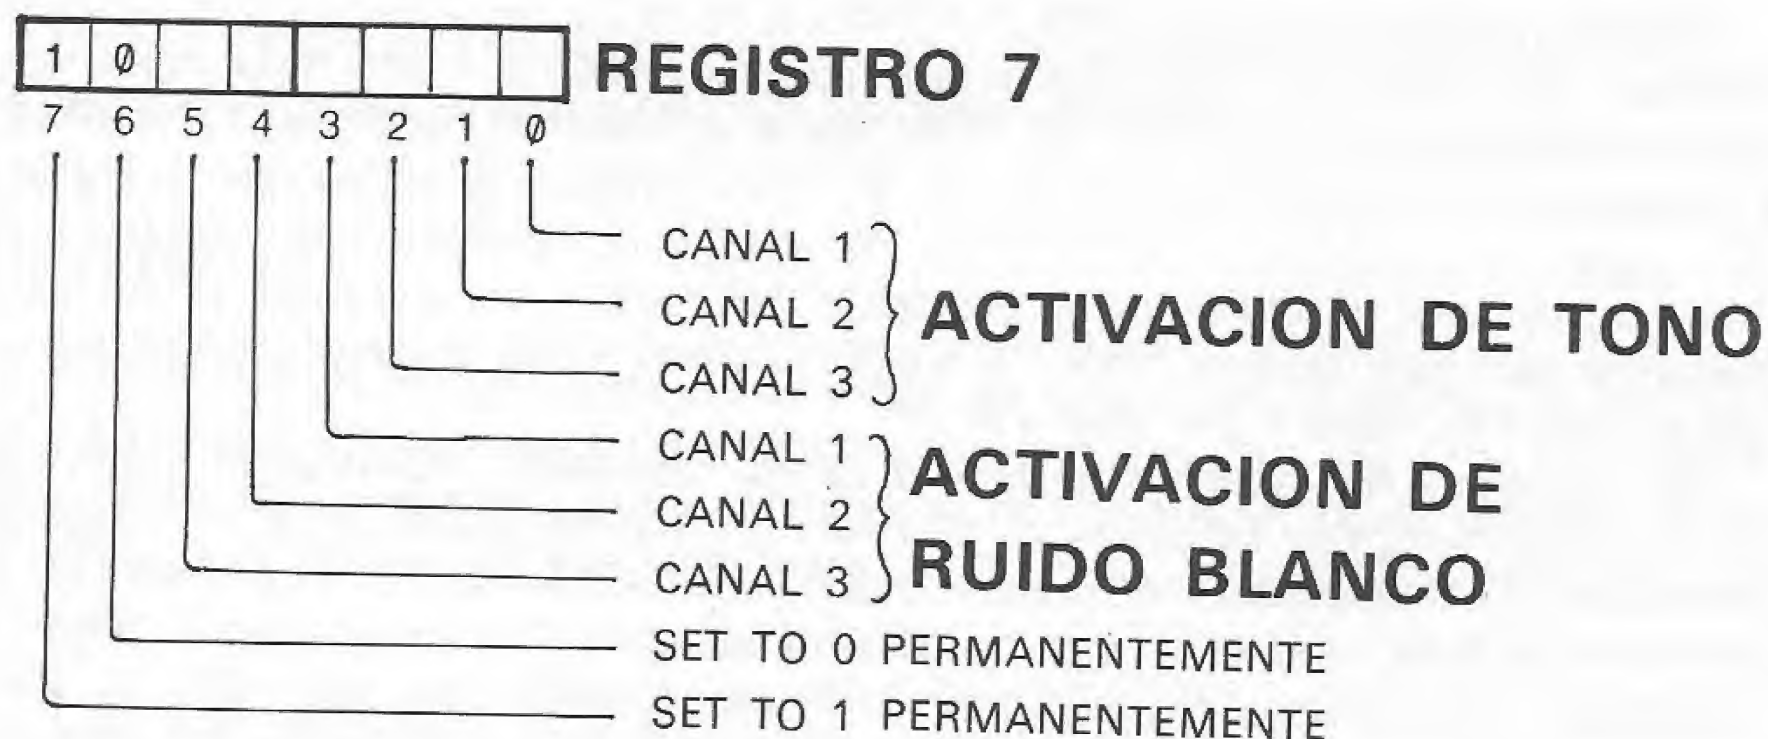 1 0 REGISTRO 7
7 6 5 4 3 2 1 0
CANAL 1
CANAL 2
CANAL 3
ACTIVACION DE TONO
CANAL 1
CANAL 2
CANAL 3
ACTIVACION DE
RUIDO BLANCO
SET TO 0 PERMANENTEMENTE
SET TO 1 PERMANENTEMENTE